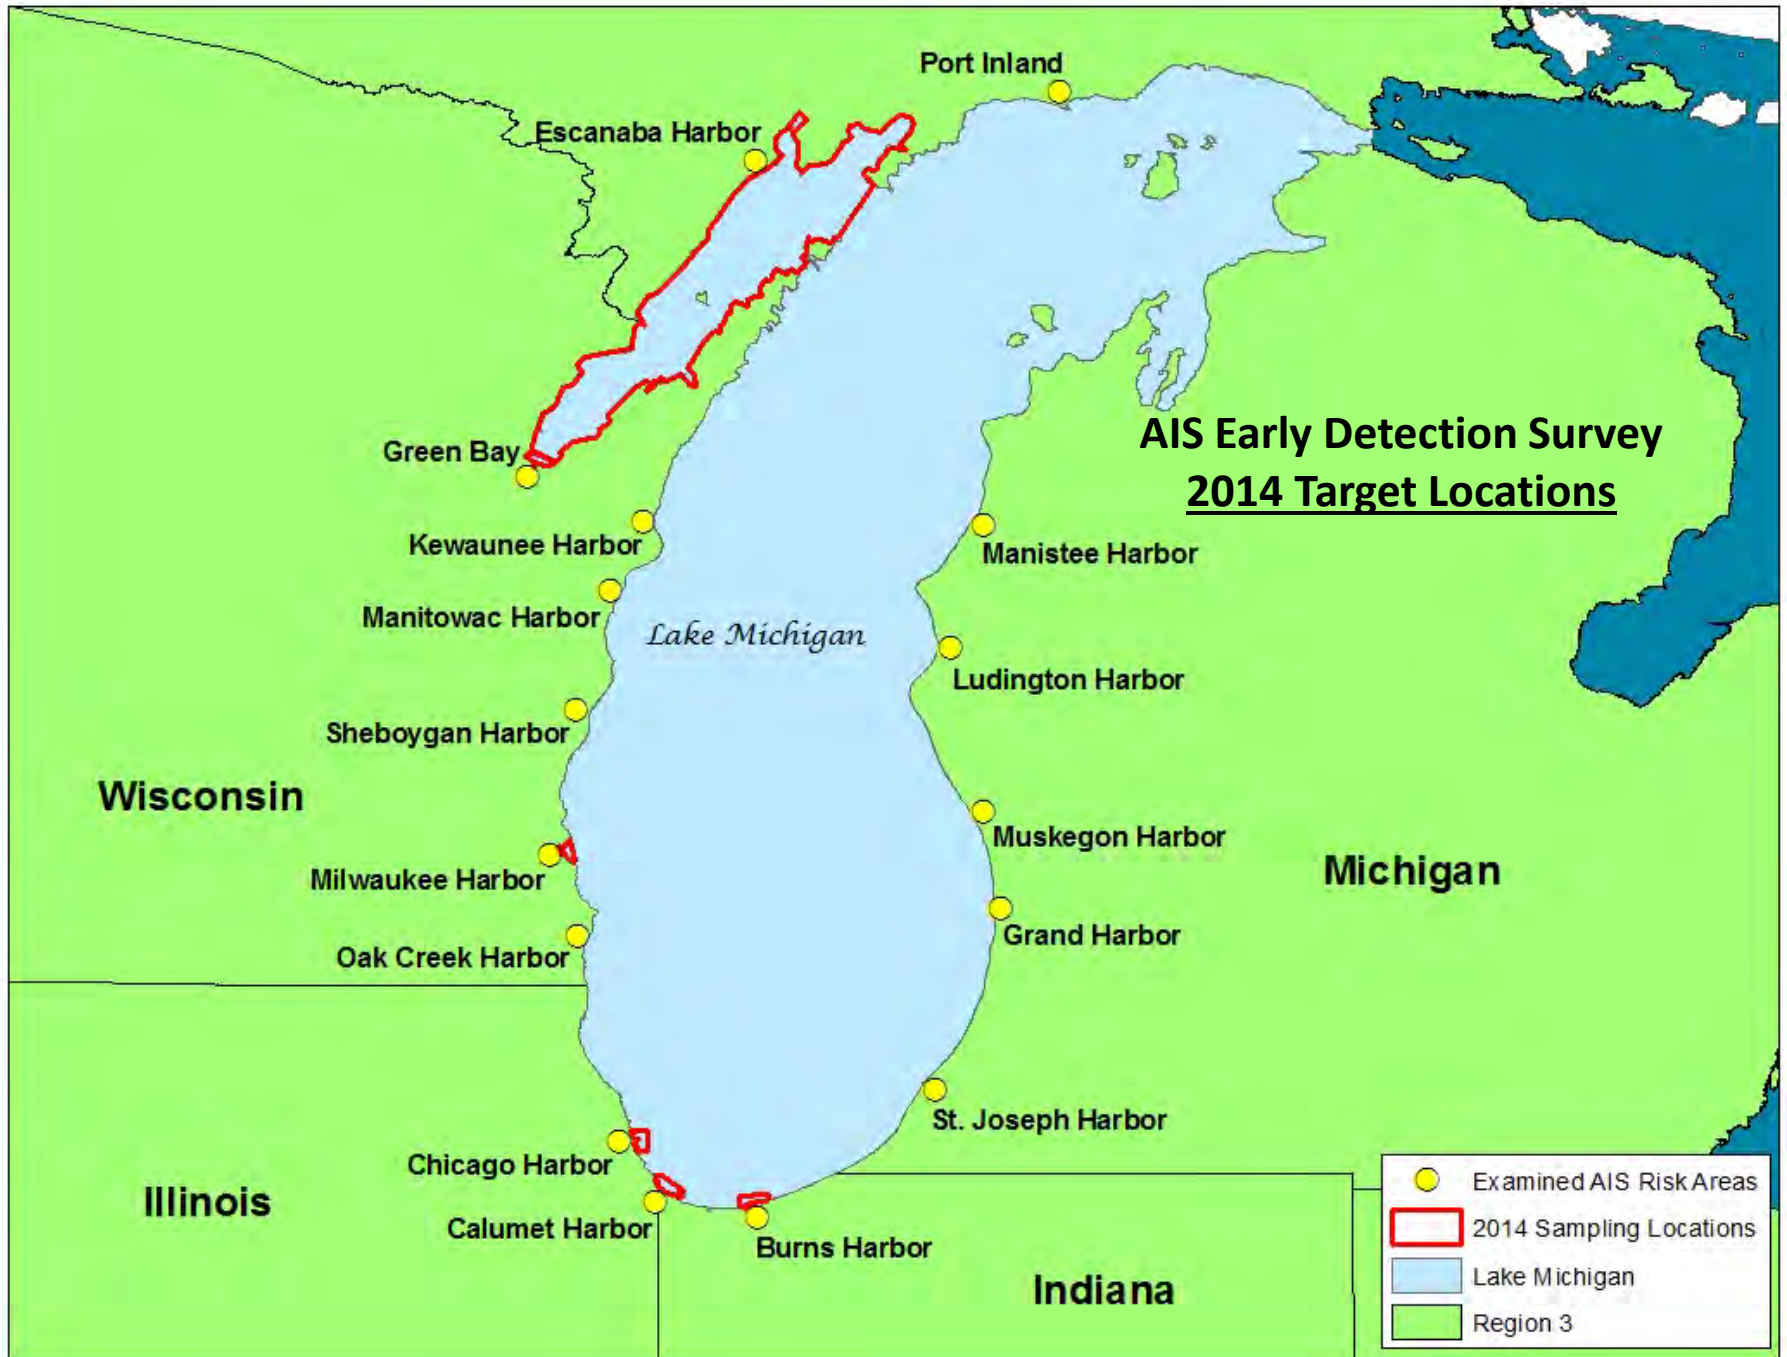 Port Inland
Escanaba Harbor
AIS Early Detection Survey
2014 Target Locations
Green Bay
Kewaunee Harbor
Manistee Harbor
Manitowac Harbor
Lake Michigan
Ludington Harbor
Sheboygan Harbor
Wisconsin
Muskegon Harbor
Michigan
Milwaukee Harbor
Grand Harbor
Oak Creek Harbor
St. Joseph Harbor
Chicago Harbor
Illinois
Calumet Harbor
Burns Harbor
Indiana
Examined AIS Risk Areas
2014 Sampling Locations
Lake Michigan
Region 3